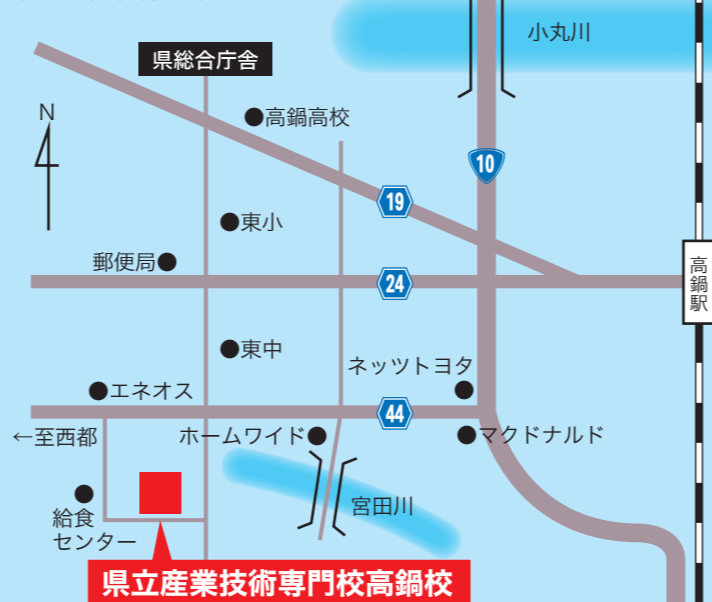 小丸川
県総合庁舎
N
●高鍋高校
10
19
●東小
郵便局●
高鍋駅
24
●東中
ネッツトヨタ
●エネオス
44
←至西都
ホームワイド●
●マクドナルド
給食
センター
宮田川
県立産業技術専門校高鍋校